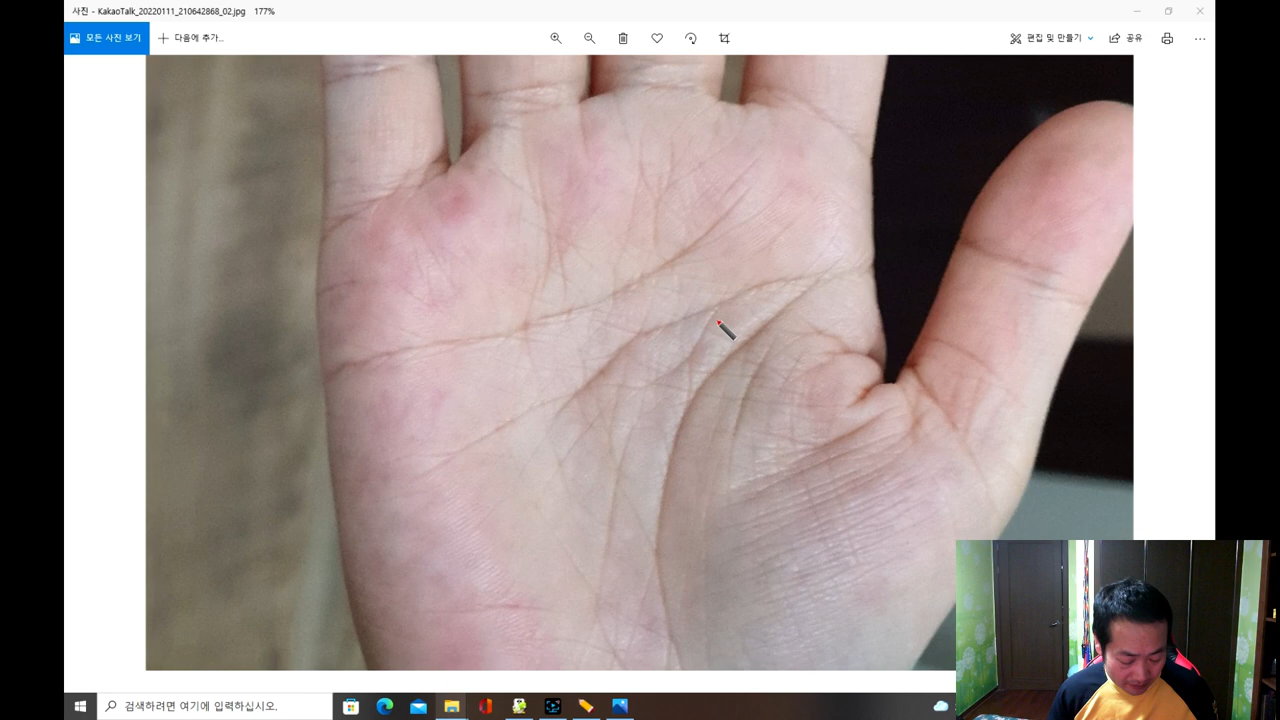 사진 - KakaoTalk_20220111_210642868_02.jpg 177%
모든 사진 보기
다음에 추가...
편집 및 만들기
공유
검색하려면 여기에 입력하십시오.